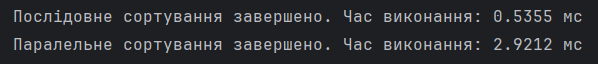 Послідовне сортування завершено. Час виконання: 0.5355 мс
Паралельне сортування завершено. Час виконання: 2.9212 мс